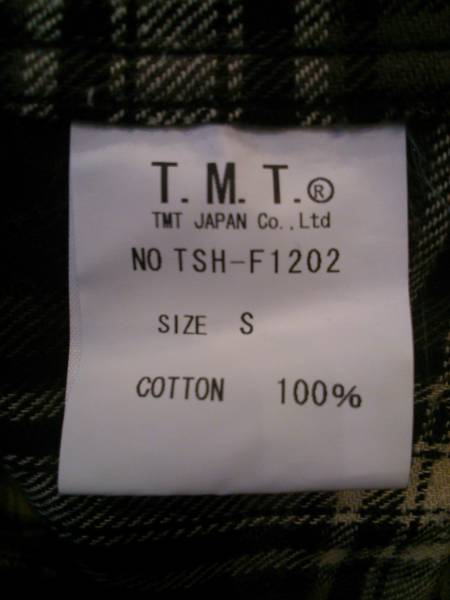 T.M.T.®
TMT JAPAN Co.,Ltd
NO TSH-F1202
SIZE S
COTTON 100%